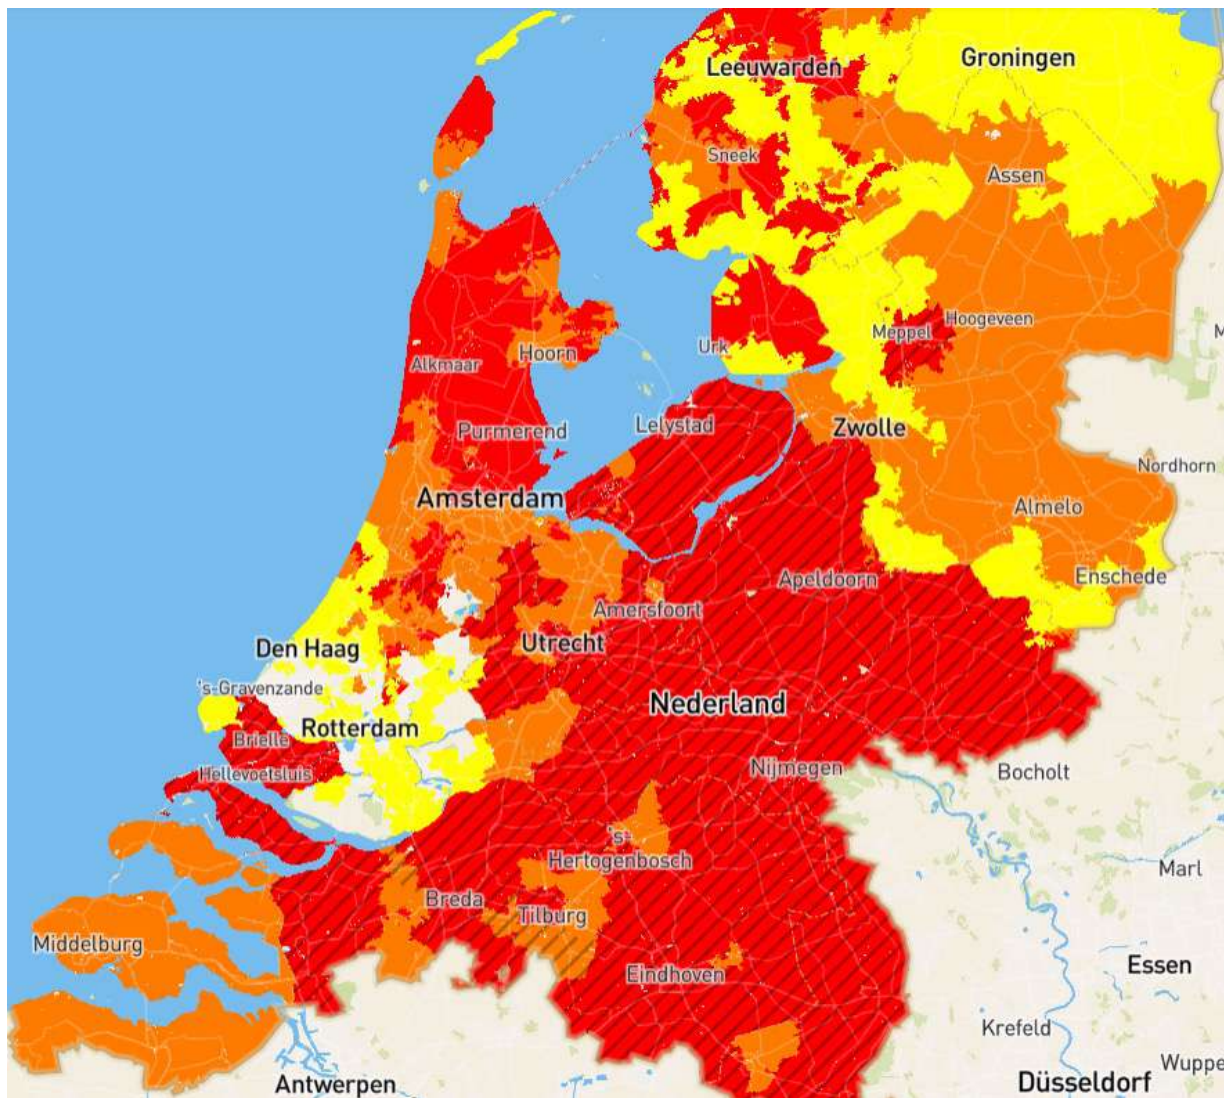 Groningen
Leeuwarden
Sneek
Assen
Meppel
Hoogeveen
Urk
Hoorn
Alkmaar
Purmerend
Lelystad
Zwolle
Nordhorn
Amsterdam
Almelo
Apeldoorn
Enschede
Amersfoort
Den Haag
Utrecht
's-Gravenzande
Nederland
Rotterdam
Brielle
Hellevoetsluis
Nijmegen
Bocholt
's-
Hertogenbosch
Marl
Breda
Tilburg
Middelburg
Eindhoven
Essen
Krefeld
Wuppe
Antwerpen
Düsseldorf